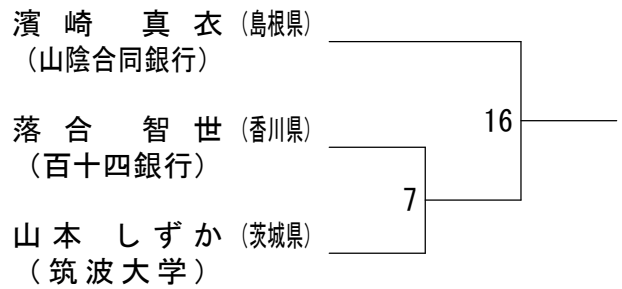 濱崎 真衣 (島根県)
(山陰合同銀行)
16
落合 智世 (香川県)
(百十四銀行)
7
山本 しずか (茨城県)
(筑波大学)